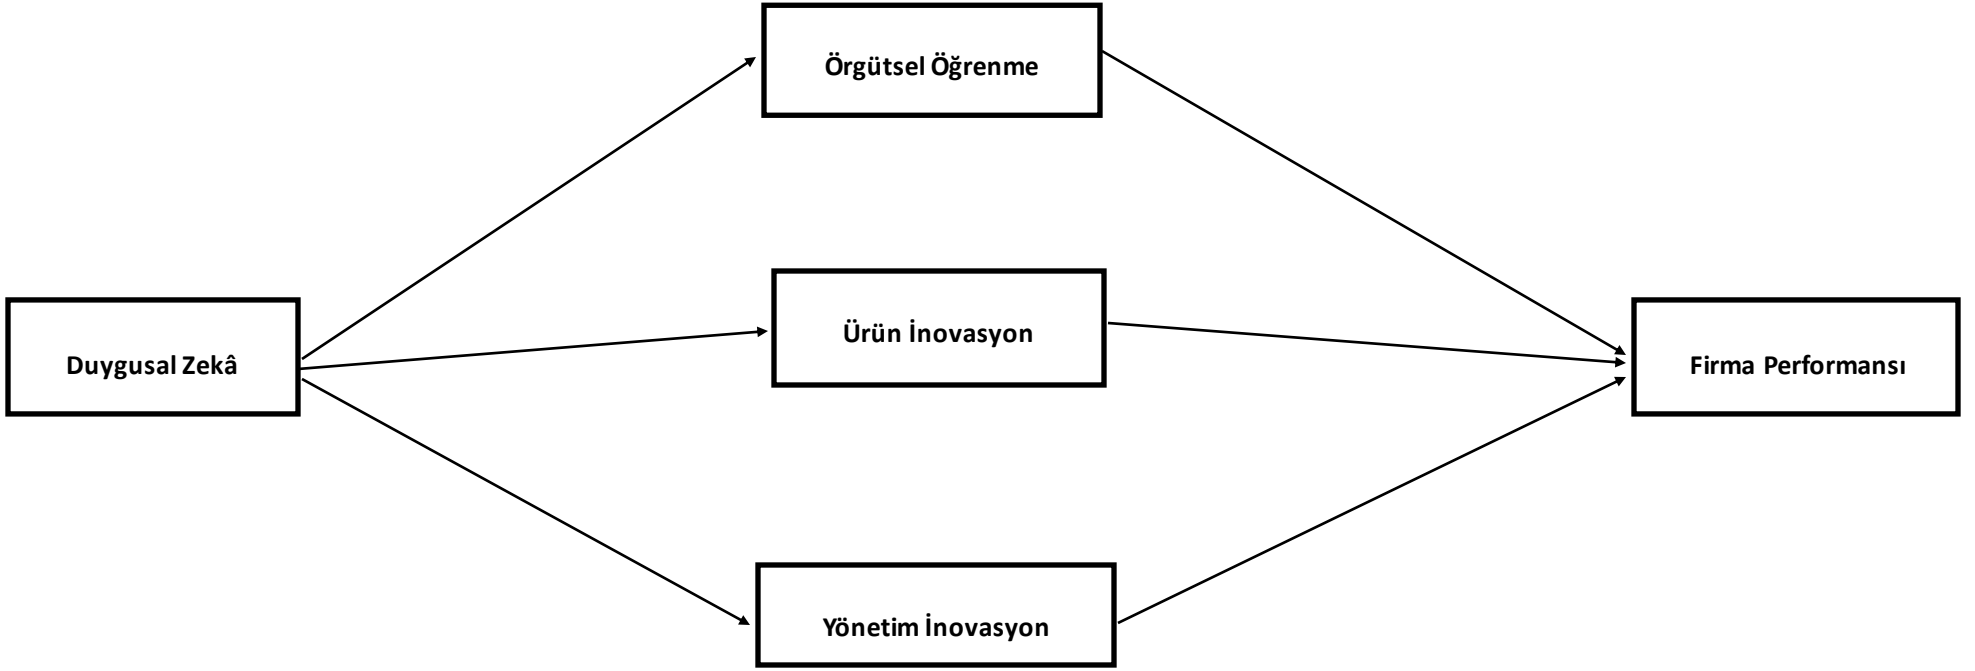 Örgütsel Öğrenme
Ürün İnovasyon
Duygusal Zekâ
Firma Performansı
Yönetim İnovasyon